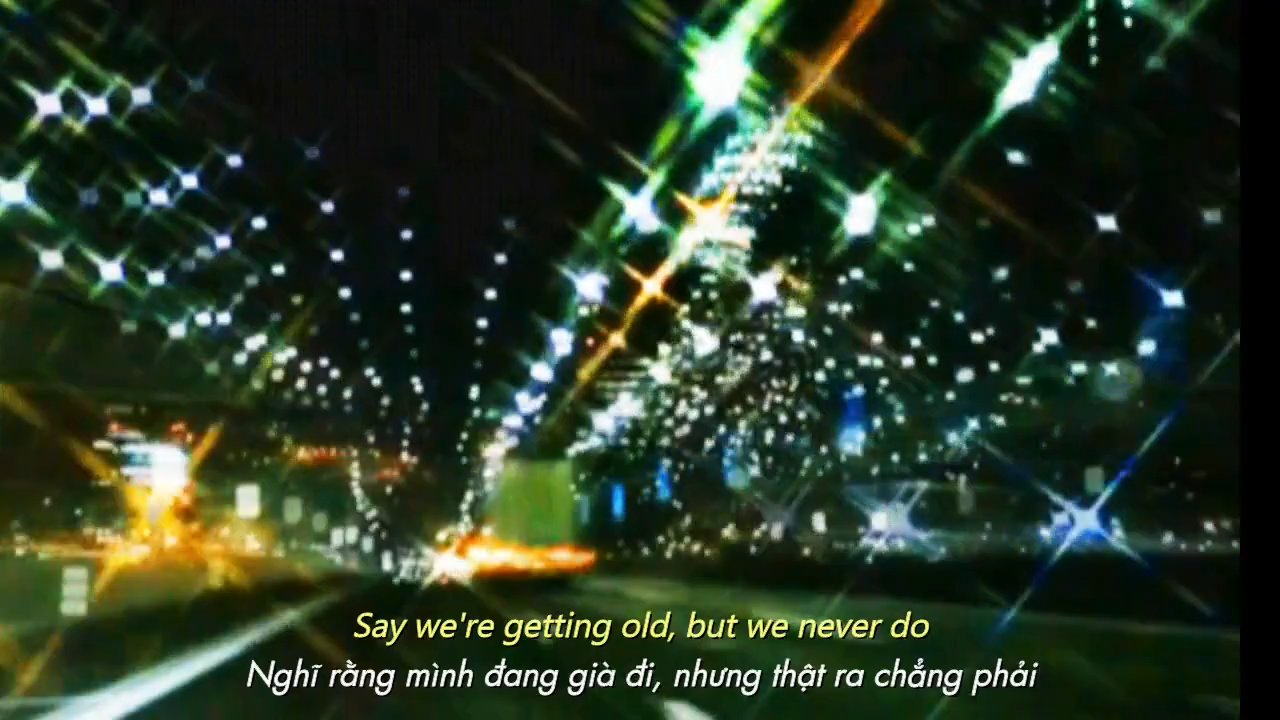 Say we're getting old, but we never do
Nghĩ rằng mình đang già đi, nhưng thật ra chẳng phải